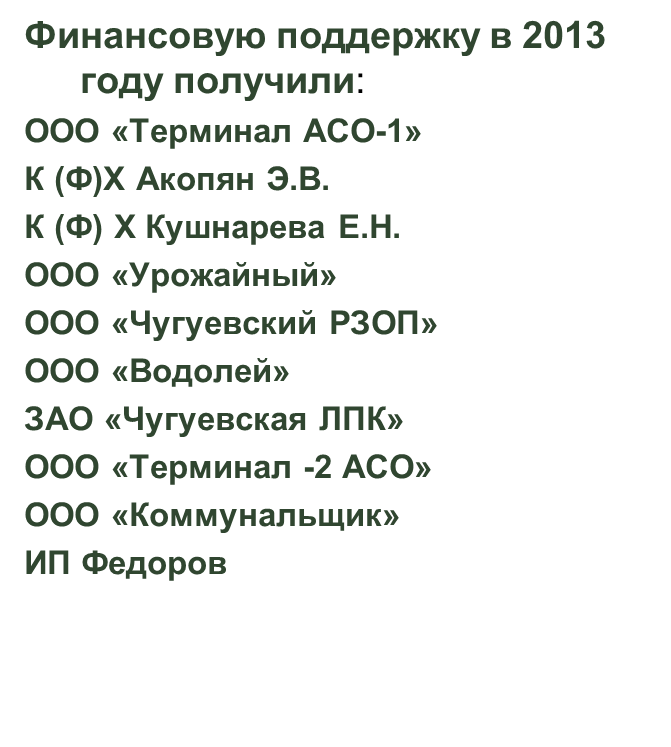 Финансовую поддержку в 2013
году получили:
ООО «Терминал АСО-1»
К (Ф)Х Акопян Э.В.
К (Ф) Х Кушнарева Е.Н.
ООО «Урожайный»
ООО «Чугуевский РЗОП»
ООО «Водолей»
ЗАО «Чугуевская ЛПК»
ООО «Терминал -2 АСО»
ООО «Коммунальщик»
ИП Федоров